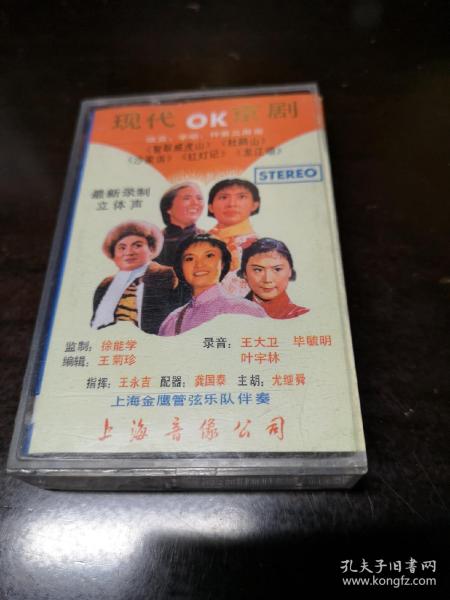 现代 OK 京剧
《智取威虎山》《杜鹃山》
《沙家浜》《红灯记》《龙江颂》
STEREO
最新录制
立体声
监制：徐能学
编辑：王菊珍
录音：王大卫 毕毓明
叶宇林
指挥：王永吉 配器：龚国泰 主胡：尤继舜
上海金鹰管弦乐队伴奏
上海音像公司
孔夫子旧书网
www.kongfz.com